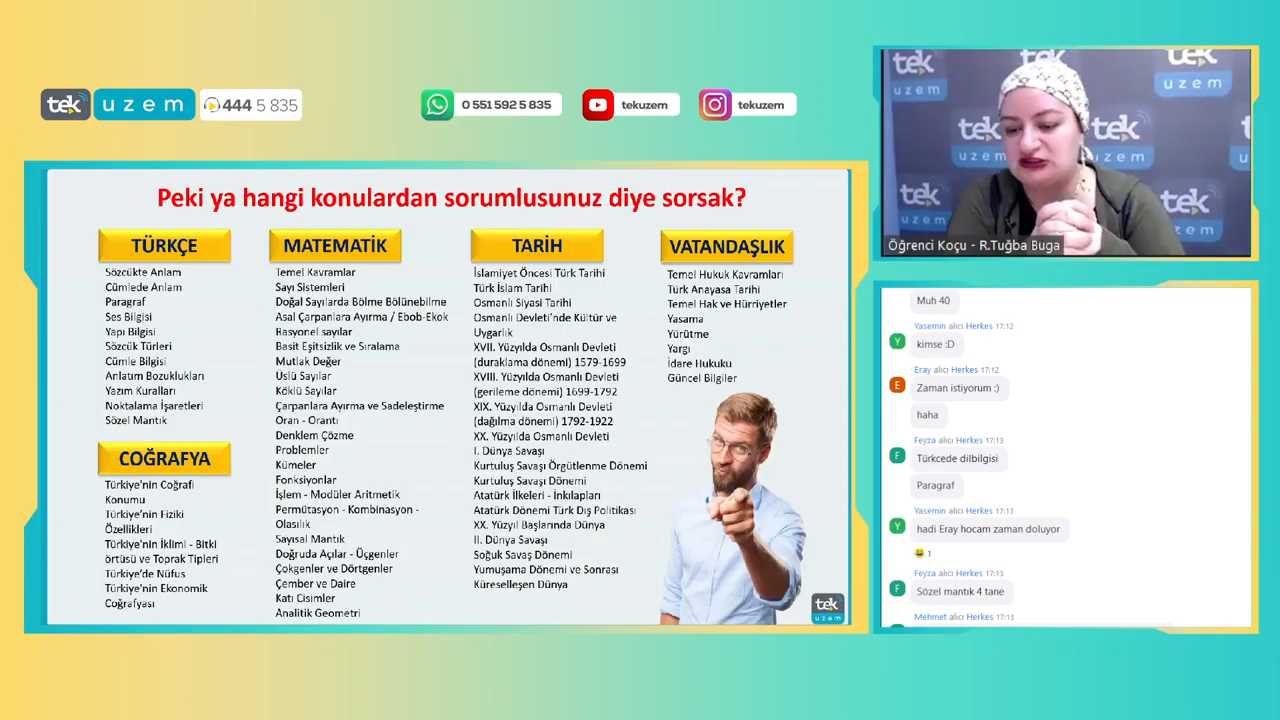 tek
uzem
444 5 835
0 551 592 5 835
tekuzem
tekuzem
Peki ya hangi konulardan sorumlusunuz diye sorsak?
TÜRKÇE
Sözcükte Anlam
Cümlede Anlam
Paragraf
Ses Bilgisi
Yapı Bilgisi
Sözcük Türleri
Cümle Bilgisi
Anlatım Bozuklukları
Yazım Kuralları
Noktalama İşaretleri
Sözel Mantık
COĞRAFYA
Türkiye'nin Coğrafi
Konumu
Türkiye'nin Fiziki
Özellikleri
Türkiye'nin İklimi - Bitki
örtüsü ve Toprak Tipleri
Türkiye'de Nüfus
Türkiye'nin Ekonomik
Coğrafyası
MATEMATİK
Temel Kavramlar
Sayı Sistemleri
Doğal Sayılarda Bölme Bölünebilme
Asal Çarpanlara Ayırma / Ebob-Ekok
Rasyonel sayılar
Basit Eşitsizlik ve Sıralama
Mutlak Değer
Üslü Sayılar
Köklü Sayılar
Çarpanlara Ayırma ve Sadeleştirme
Oran - Orantı
Denklem Çözme
Problemler
Kümeler
Fonksiyonlar
İşlem - Modüler Aritmetik
Permütasyon - Kombinasyon -
Olasılık
Sayısal Mantık
Doğruda Açılar - Üçgenler
Çokgenler ve Dörtgenler
Çember ve Daire
Katı Cisimler
Analitik Geometri
TARİH
İslamiyet Öncesi Türk Tarihi
Türk İslam Tarihi
Osmanlı Siyasi Tarihi
Osmanlı Devleti'nde Kültür ve
Uygarlık
XVII. Yüzyılda Osmanlı Devleti
(duraklama dönemi) 1579-1699
XVIII. Yüzyılda Osmanlı Devleti
(gerileme dönemi) 1699-1792
XIX. Yüzyılda Osmanlı Devleti
(dağılma dönemi) 1792-1922
XX. Yüzyılda Osmanlı Devleti
I. Dünya Savaşı
Kurtuluş Savaşı Örgütlenme Dönemi
Kurtuluş Savaşı Dönemi
Atatürk İlkeleri - İnkılapları
Atatürk Dönemi Türk Dış Politikası
XX. Yüzyıl Başlarında Dünya
II. Dünya Savaşı
Soğuk Savaş Dönemi
Yumuşama Dönemi ve Sonrası
Küreselleşen Dünya
VATANDAŞLIK
Temel Hukuk Kavramları
Türk Anayasa Tarihi
Temel Hak ve Hürriyetler
Yasama
Yürütme
Yargı
İdare Hukuku
Güncel Bilgiler
tek
uzem
tek
uzem
tek
tek
uzem
tek
uzem
tek
uzem
tek
uzem
tek
uzem
Öğrenci Koçu - R.Tuğba Buga
Muh 40
Yasemin alıcı Herkes 17:12
Y
kimse :D
Eray alıcı Herkes 17:12
E
Zaman istiyorum :)
haha
Feyza alıcı Herkes 17:13
F
Türkcede dilbilgisi
Paragraf
Yasemin alıcı Herkes 17:13
Y
hadi Eray hocam zaman doluyor
😄 1
Feyza alıcı Herkes 17:13
F
Sözel mantık 4 tane
Mehmet alıcı Herkes 17:13